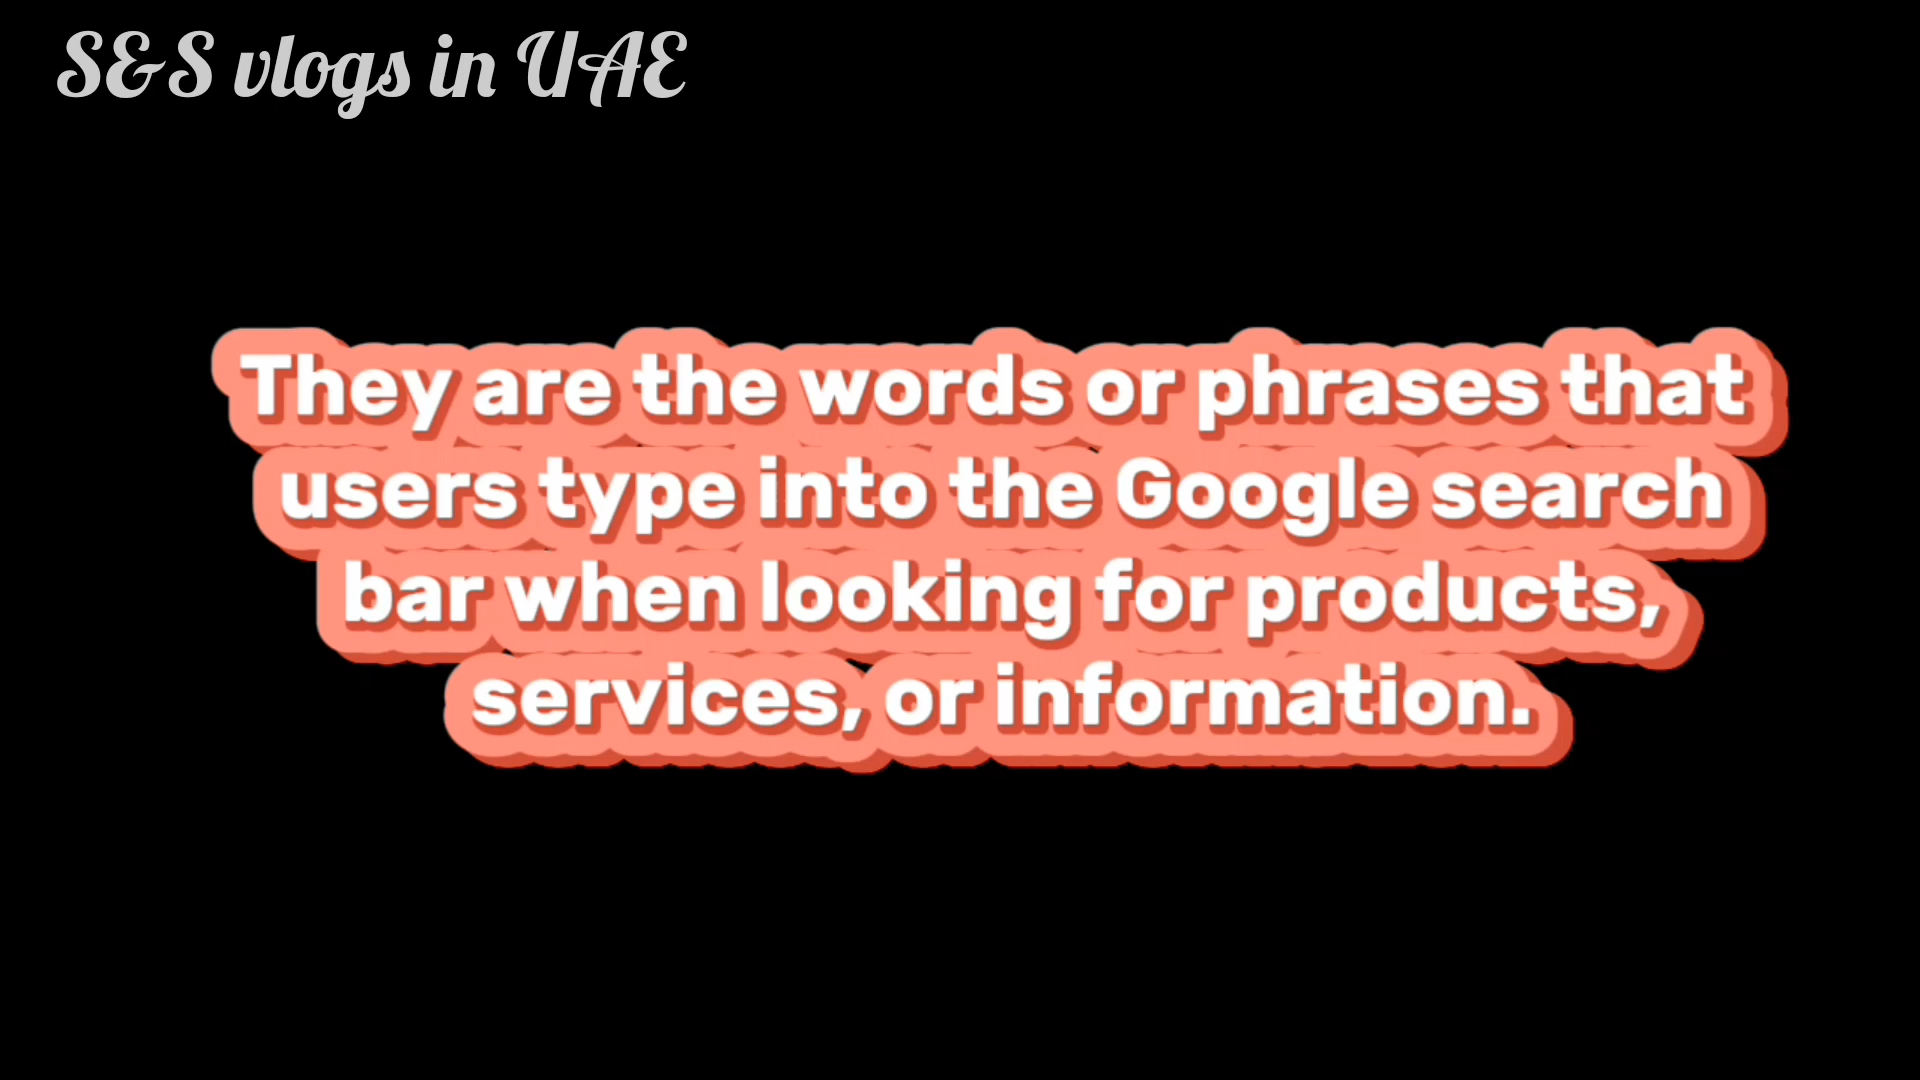 S&S vlogs in UAE
They are the words or phrases that
users type into the Google search
bar when looking for products,
services, or information.